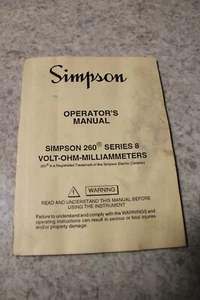 Simpson
OPERATOR'S
MANUAL
SIMPSON 260® SERIES 8
VOLT-OHM-MILLIAMMETERS
260® is a Registered Trademark of the Simpson Electric Company
⚠ WARNING
READ AND UNDERSTAND THIS MANUAL BEFORE
USING THE INSTRUMENT
Failure to understand and comply with the WARNINGS and
operating instructions can result in serious or fatal injuries
and/or property damage.